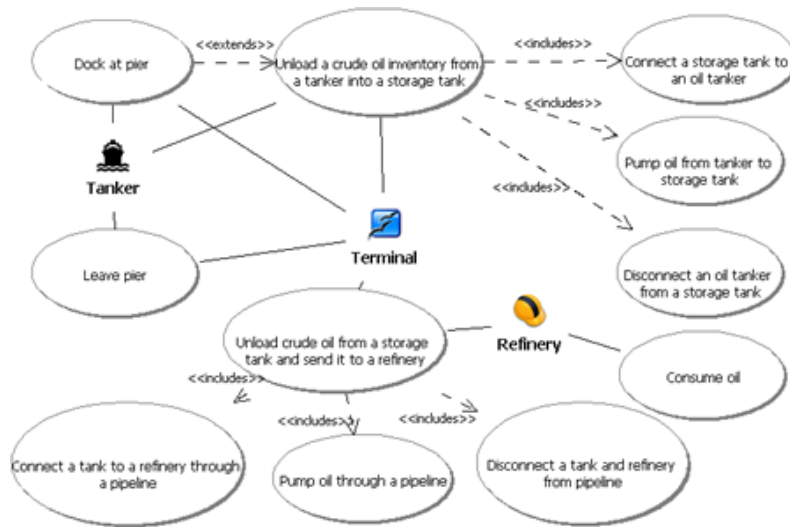 Dock at pier
<<extends>>
Unload a crude oil inventory from
a tanker into a storage tank
<<includes>>
Connect a storage tank to
an oil tanker
<<includes>>
Pump oil from tanker to
storage tank
Tanker
<<includes>>
Leave pier
Terminal
Disconnect an oil tanker
from a storage tank
Unload crude oil from a storage
tank and send it to a refinery
Refinery
Consume oil
<<includes>>
<<includes>>
<<includes>>
Connect a tank to a refinery through
a pipeline
Pump oil through a pipeline
Disconnect a tank and refinery
from pipeline